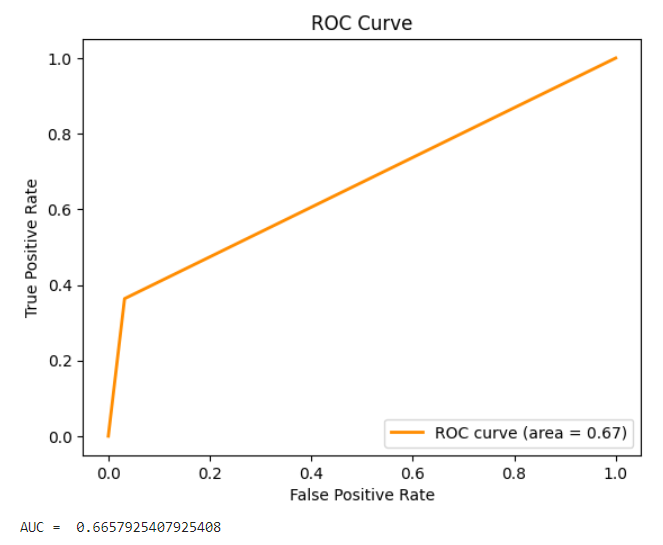 ROC Curve
1.0
0.8
0.6
0.4
0.2
0.0
True Positive Rate
ROC curve (area = 0.67)
0.0 0.2 0.4 0.6 0.8 1.0
False Positive Rate
AUC =  0.6657925407925408